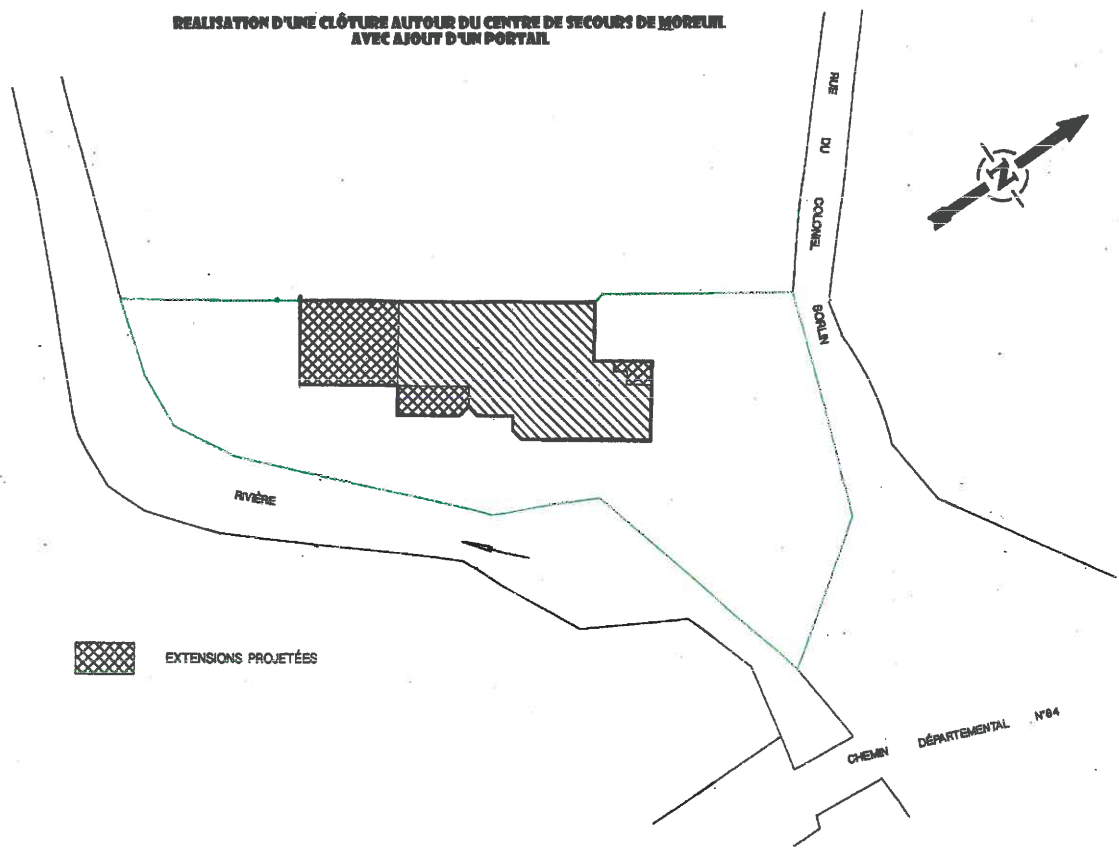 REALISATION D'UNE CLÔTURE AUTOUR DU CENTRE DE SECOURS DE MOREUIL
AVEC AJOUT D'UN PORTAIL
RUE DU COLONEL SORLIN
N
RIVIÈRE
EXTENSIONS PROJETÉES
CHEMIN DÉPARTEMENTAL N°84